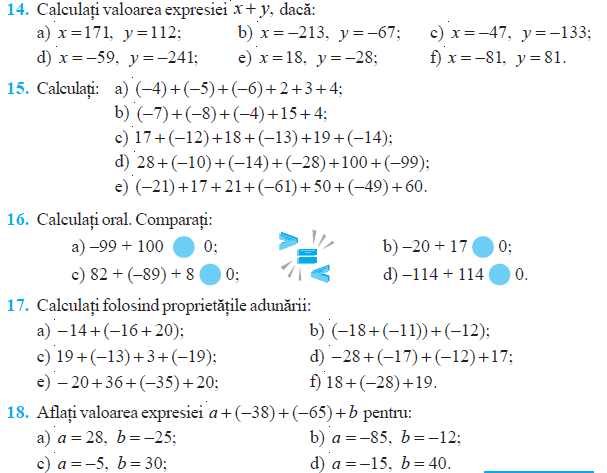 14. Calculați valoarea expresiei x + y, dacă:
a) x = 171, y = 112; b) x = –213, y = –67; c) x = –47, y = –133;
d) x = –59, y = –241; e) x = 18, y = –28; f) x = –81, y = 81.
15. Calculați: a) (–4) + (–5) + (–6) + 2 + 3 + 4;
b) (–7) + (–8) + (–4) + 15 + 4;
c) 17 + (–12) + 18 + (–13) + 19 + (–14);
d) 28 + (–10) + (–14) + (–28) + 100 + (–99);
e) (–21) + 17 + 21 + (–61) + 50 + (–49) + 60.
16. Calculați oral. Comparați:
a) –99 + 100 0; b) –20 + 17 0;
c) 82 + (–89) + 8 0; d) –114 + 114 0.
17. Calculați folosind proprietățile adunării:
a) –14 + (–16 + 20); b) (–18 + (–11)) + (–12);
c) 19 + (–13) + 3 + (–19); d) –28 + (–17) + (–12) + 17;
e) – 20 + 36 + (–35) + 20; f) 18 + (–28) + 19.
18. Aflați valoarea expresiei a + (–38) + (–65) + b pentru:
a) a = 28, b = –25; b) a = –85, b = –12;
c) a = –5, b = 30; d) a = –15, b = 40.